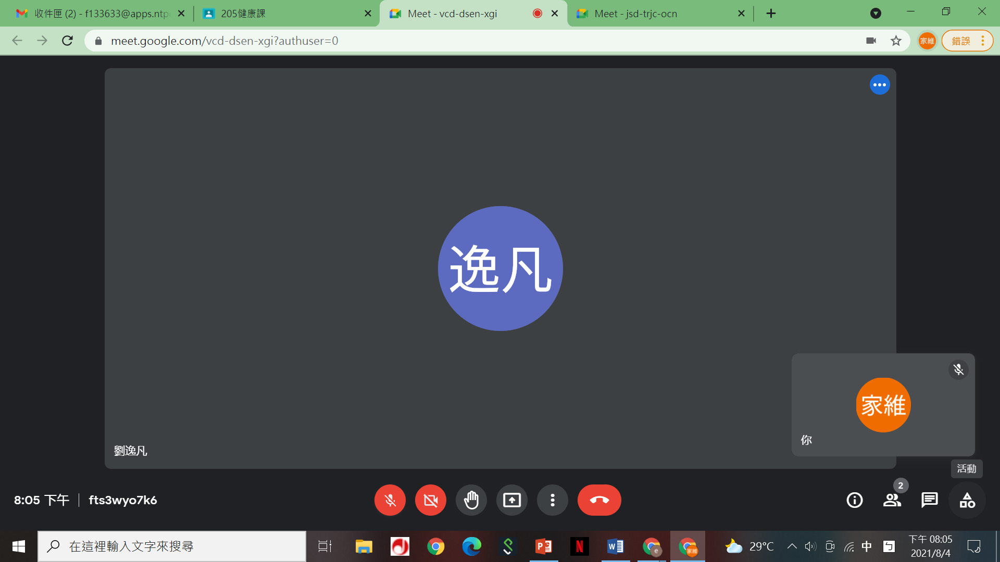 收件匣 (2) - f133633@apps.ntp
205健康課
Meet - vcd-dsen-xgi
Meet - jsd-trjc-ocn
meet.google.com/vcd-dsen-xgi?authuser=0
家維
錯誤
逸凡
家維
你
劉逸凡
活動
8:05 下午
fts3wyo7k6
2
在這裡輸入文字來搜尋
29°C
中
ㄅ
下午 08:05
2021/8/4